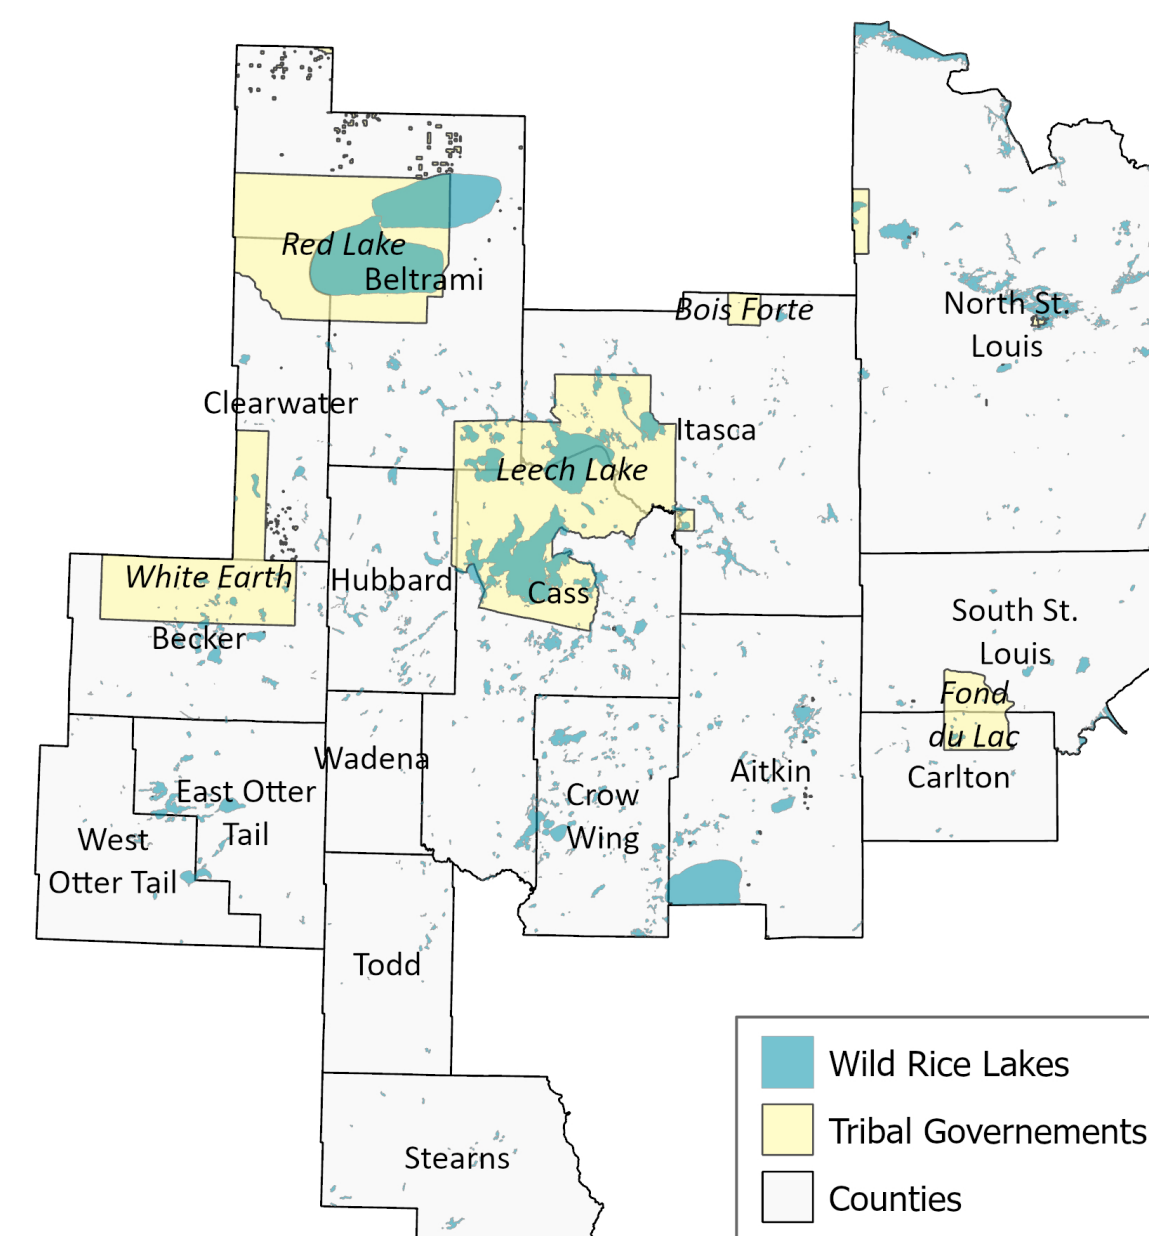 Red Lake
Beltrami
Bois Forte
North St.
Louis
Clearwater
Itasca
Leech Lake
White Earth
Hubbard
Cass
Becker
South St.
Louis
Fond
du Lac
Wadena
Aitkin
Carlton
East Otter
Tail
Crow
Wing
West
Otter Tail
Todd
Stearns
Wild Rice Lakes
Tribal Governements
Counties